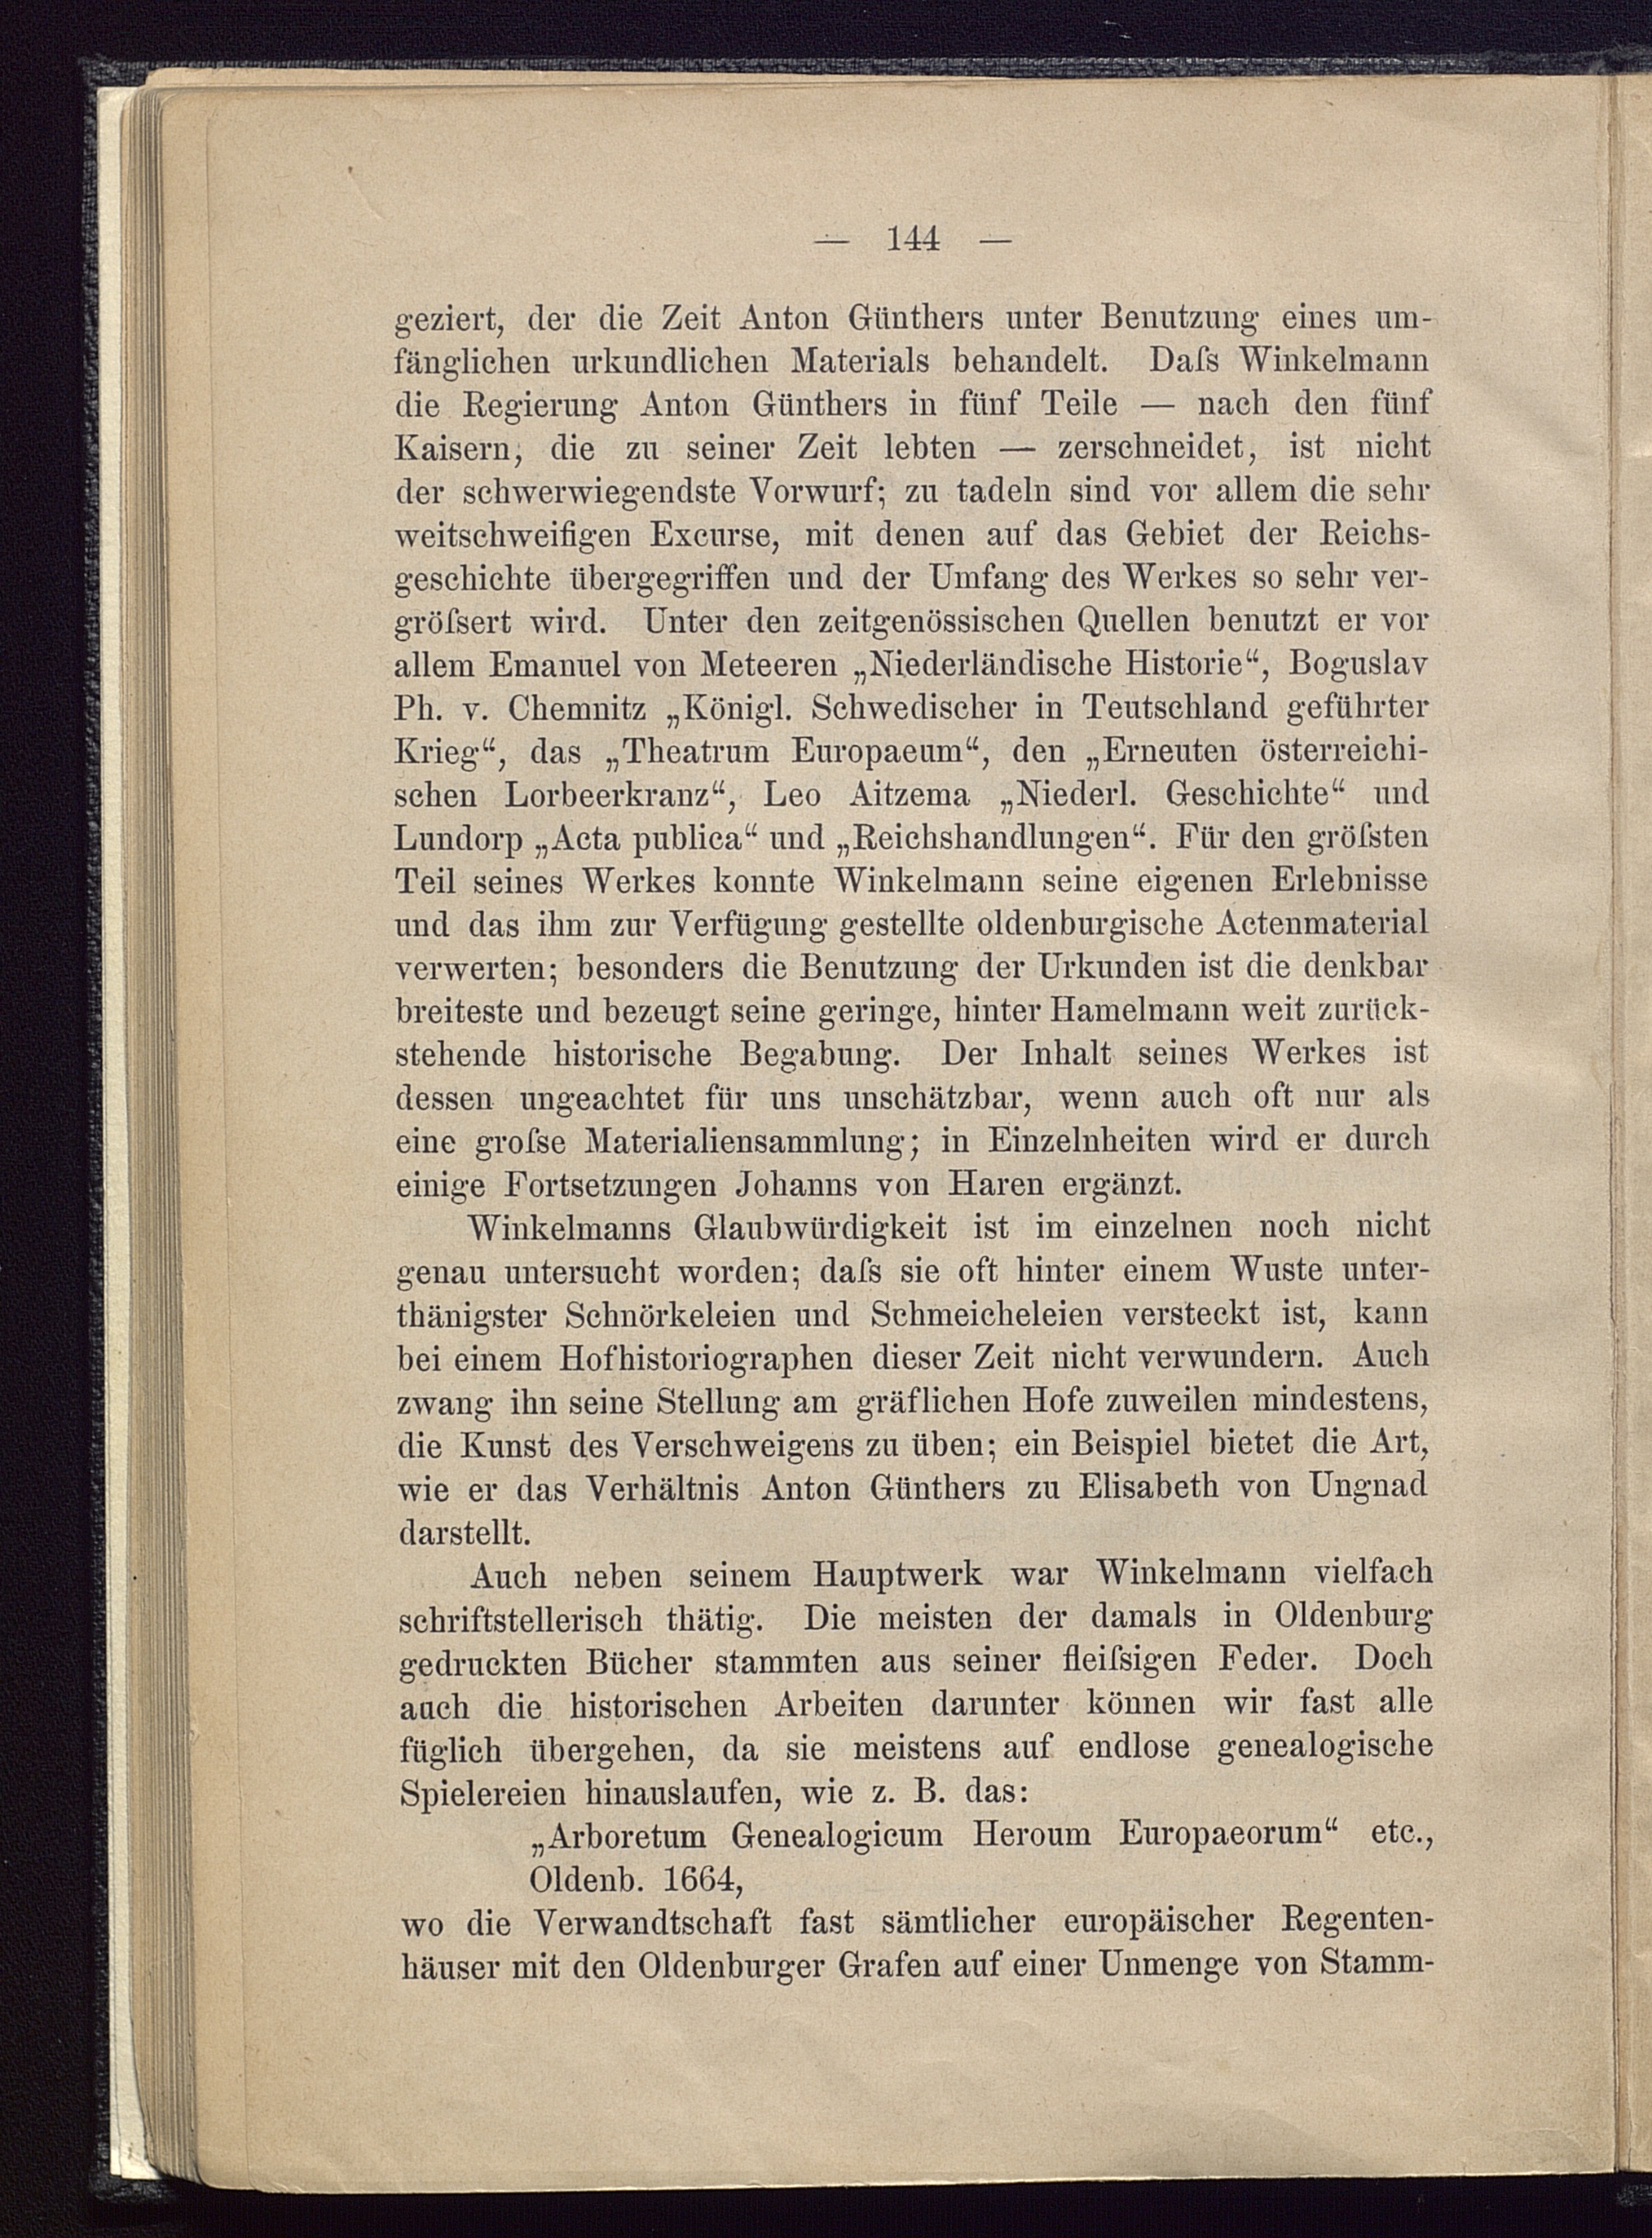 — 144 —
geziert, der die Zeit Anton Günthers unter Benutzung eines um-
fänglichen urkundlichen Materials behandelt. Daſs Winkelmann
die Regierung Anton Günthers in fünf Teile — nach den fünf
Kaisern, die zu seiner Zeit lebten — zerschneidet, ist nicht
der schwerwiegendste Vorwurf; zu tadeln sind vor allem die sehr
weitschweifigen Excurse, mit denen auf das Gebiet der Reichs-
geschichte übergegriffen und der Umfang des Werkes so sehr ver-
gröſsert wird. Unter den zeitgenössischen Quellen benutzt er vor
allem Emanuel von Meteeren „Niederländische Historie“, Boguslav
Ph. v. Chemnitz „Königl. Schwedischer in Teutschland geführter
Krieg“, das „Theatrum Europaeum“, den „Erneuten österreichi-
schen Lorbeerkranz“, Leo Aitzema „Niederl. Geschichte“ und
Lundorp „Acta publica“ und „Reichshandlungen“. Für den gröſsten
Teil seines Werkes konnte Winkelmann seine eigenen Erlebnisse
und das ihm zur Verfügung gestellte oldenburgische Actenmaterial
verwerten; besonders die Benutzung der Urkunden ist die denkbar
breiteste und bezeugt seine geringe, hinter Hamelmann weit zurück-
stehende historische Begabung. Der Inhalt seines Werkes ist
dessen ungeachtet für uns unschätzbar, wenn auch oft nur als
eine groſse Materialiensammlung; in Einzelnheiten wird er durch
einige Fortsetzungen Johanns von Haren ergänzt.
Winkelmanns Glaubwürdigkeit ist im einzelnen noch nicht
genau untersucht worden; daſs sie oft hinter einem Wuste unter-
thänigster Schnörkeleien und Schmeicheleien versteckt ist, kann
bei einem Hofhistoriographen dieser Zeit nicht verwundern. Auch
zwang ihn seine Stellung am gräflichen Hofe zuweilen mindestens,
die Kunst des Verschweigens zu üben; ein Beispiel bietet die Art,
wie er das Verhältnis Anton Günthers zu Elisabeth von Ungnad
darstellt.
Auch neben seinem Hauptwerk war Winkelmann vielfach
schriftstellerisch thätig. Die meisten der damals in Oldenburg
gedruckten Bücher stammten aus seiner fleiſsigen Feder. Doch
auch die historischen Arbeiten darunter können wir fast alle
füglich übergehen, da sie meistens auf endlose genealogische
Spielereien hinauslaufen, wie z. B. das:
„Arboretum Genealogicum Heroum Europaeorum“ etc.,
Oldenb. 1664,
wo die Verwandtschaft fast sämtlicher europäischer Regenten-
häuser mit den Oldenburger Grafen auf einer Unmenge von Stamm-